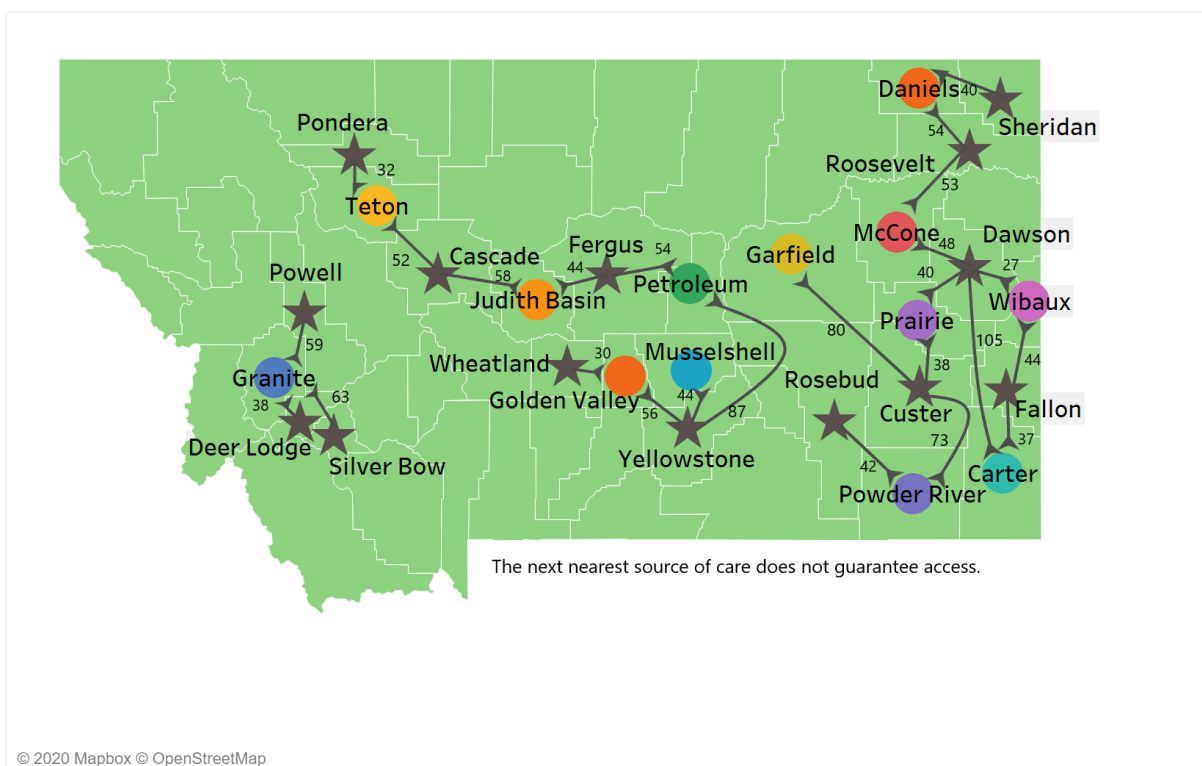 Daniels
40
Sheridan
Pondera
54
Roosevelt
32
53
Teton
McCone
Dawson
48
Fergus
54
Garfield
Cascade
52
58
44
27
Powell
40
Petroleum
Judith Basin
Wibaux
Prairie
80
105
59
30
Musselshell
44
Wheatland
38
Granite
Rosebud
63
44
Golden Valley
38
56
87
Custer
Fallon
73
37
Deer Lodge
Silver Bow
Yellowstone
42
Carter
Powder River
The next nearest source of care does not guarantee access.
© 2020 Mapbox © OpenStreetMap